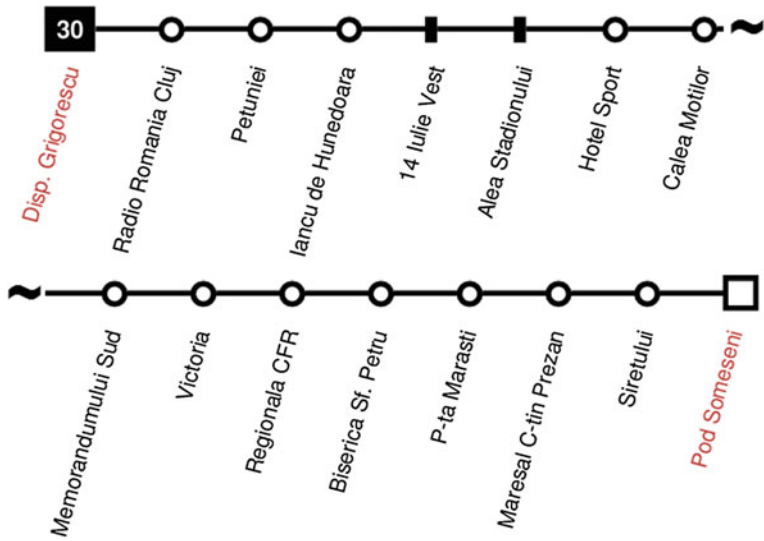 30
Disp. Grigorescu
Radio Romania Cluj
Petuniei
Iancu de Hunedoara
14 Iulie Vest
Alea Stadionului
Hotel Sport
Calea Motilor
Memorandumului Sud
Victoria
Regionala CFR
Biserica Sf. Petru
P-ta Marasti
Maresal C-tin Prezan
Siretului
Pod Someseni